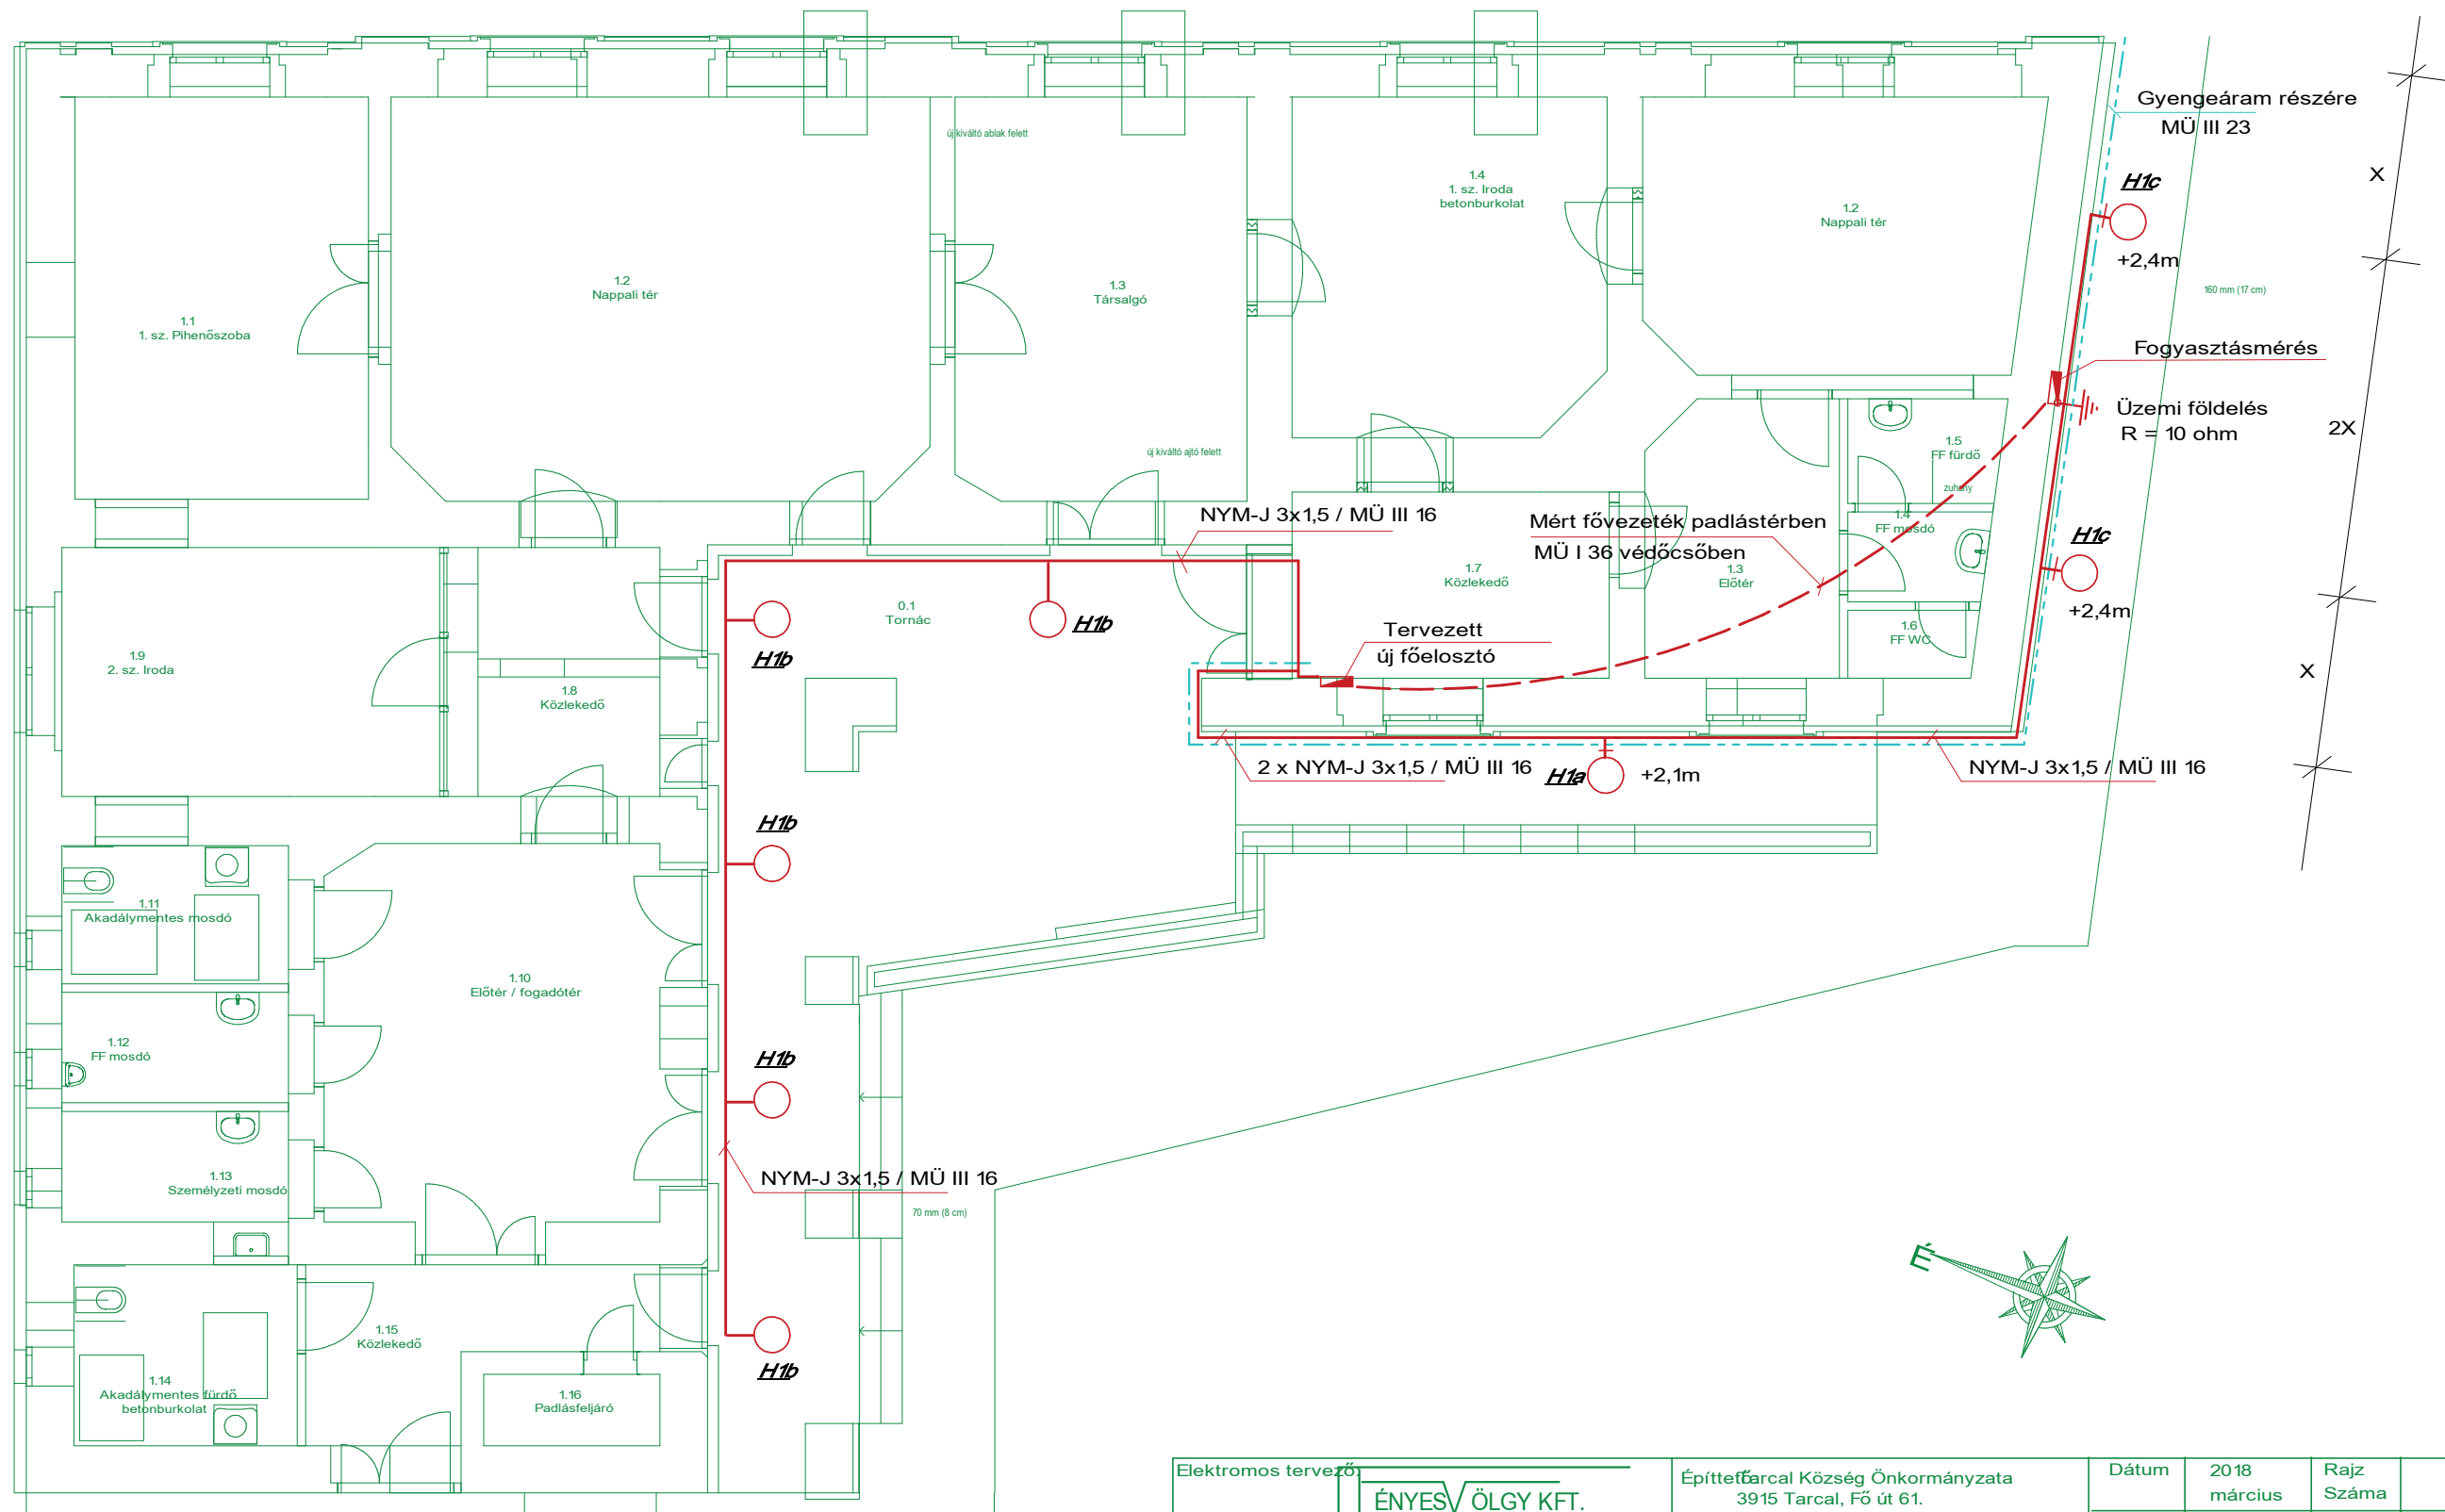 Gyengeáram részére
MÜ III 23
új kiváltó ablak felett
1.4
1. sz. Iroda
betonburkolat
H1c
X
1.2
Nappali tér
+2,4m
1.2
Nappali tér
1.3
Társalgó
160 mm (17 cm)
1.1
1. sz. Pihenőszoba
Fogyasztásmérés
Üzemi földelés
R = 10 ohm
2X
új kiváltó ajtó felett
1.5
FF fürdő
zuhany
NYM-J 3x1,5 / MÜ III 16
Mért fővezeték padlástérben
MÜ I 36 védőcsőben
1.4
FF mosdó
H1c
1.7
Közlekedő
1.3
Előtér
+2,4m
0.1
Tornác
H1b
H1b
Tervezett
új főelosztó
1.6
FF WC
1.9
2. sz. Iroda
X
1.8
Közlekedő
2 x NYM-J 3x1,5 / MÜ III 16
H1a
+2,1m
NYM-J 3x1,5 / MÜ III 16
H1b
1.11
Akadálymentes mosdó
1.10
Előtér / fogadótér
1.12
FF mosdó
H1b
1.13
Személyzeti mosdó
NYM-J 3x1,5 / MÜ III 16
70 mm (8 cm)
É
1.15
Közlekedő
H1b
1.14
Akadálymentes fürdő
betonburkolat
1.16
Padlásfeljáró
Elektromos tervező:
ÉNYES VÖLGY KFT.
Tarcal Község Önkormányzata
3915 Tarcal, Fő út 61.
Dátum
2018
március
Rajz
Száma